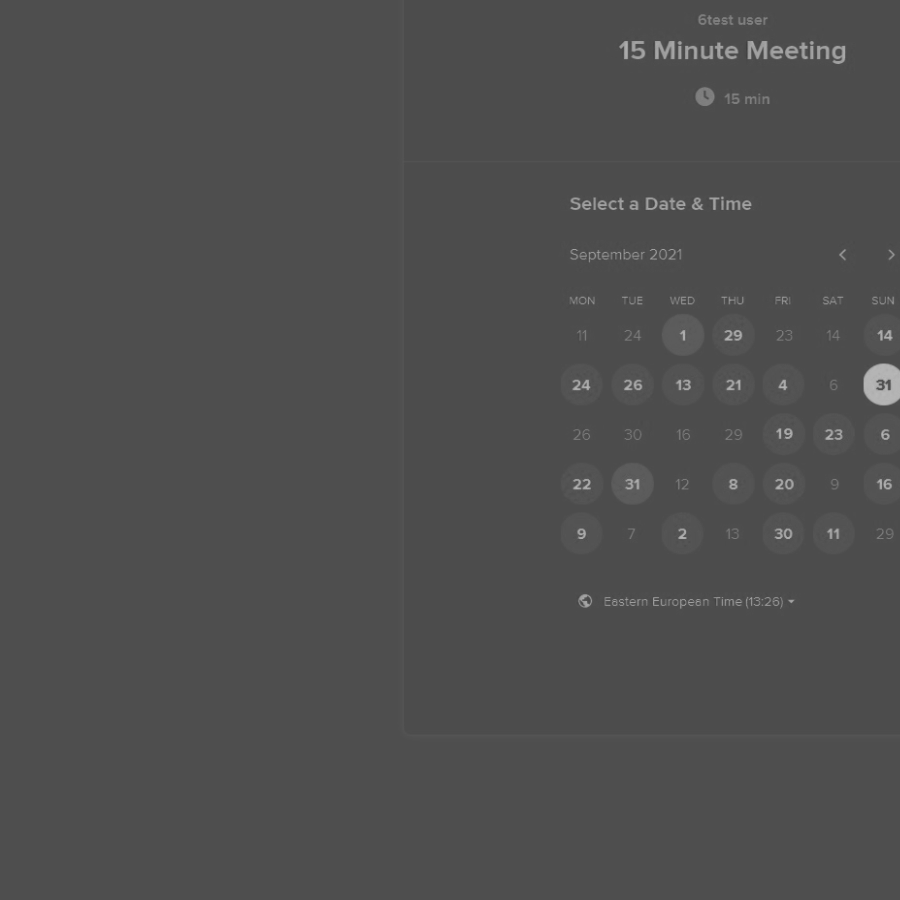 6test user
15 Minute Meeting
15 min
Select a Date & Time
September 2021
MON TUE WED THU FRI SAT SUN
11 24 1 29 23 14 14
24 26 13 21 4 6 31
26 30 16 29 19 23 6
22 31 12 8 20 9 16
9 7 2 13 30 11 29
Eastern European Time (13:26)